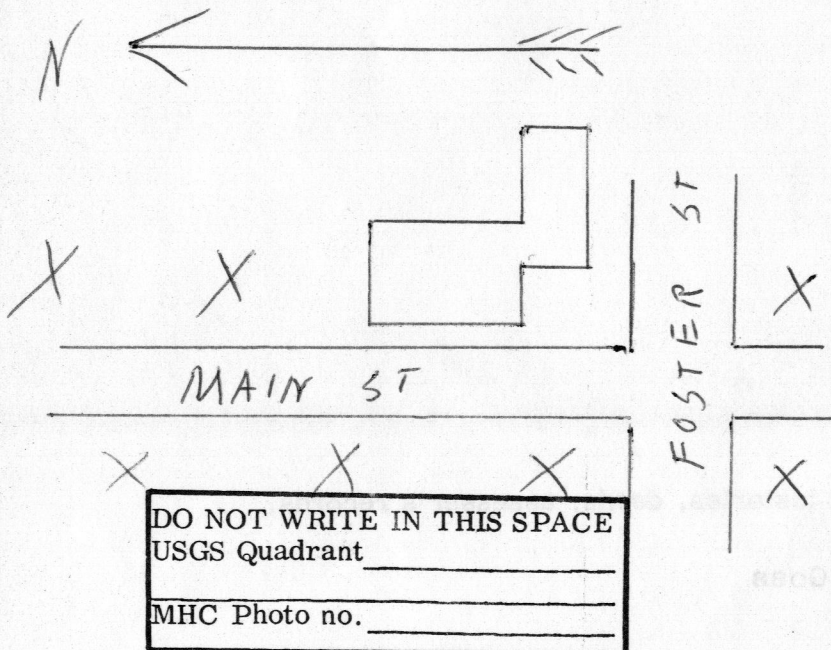 N
X X X
MAIN ST
FOSTER ST
X X X X
DO NOT WRITE IN THIS SPACE
USGS Quadrant
MHC Photo no.